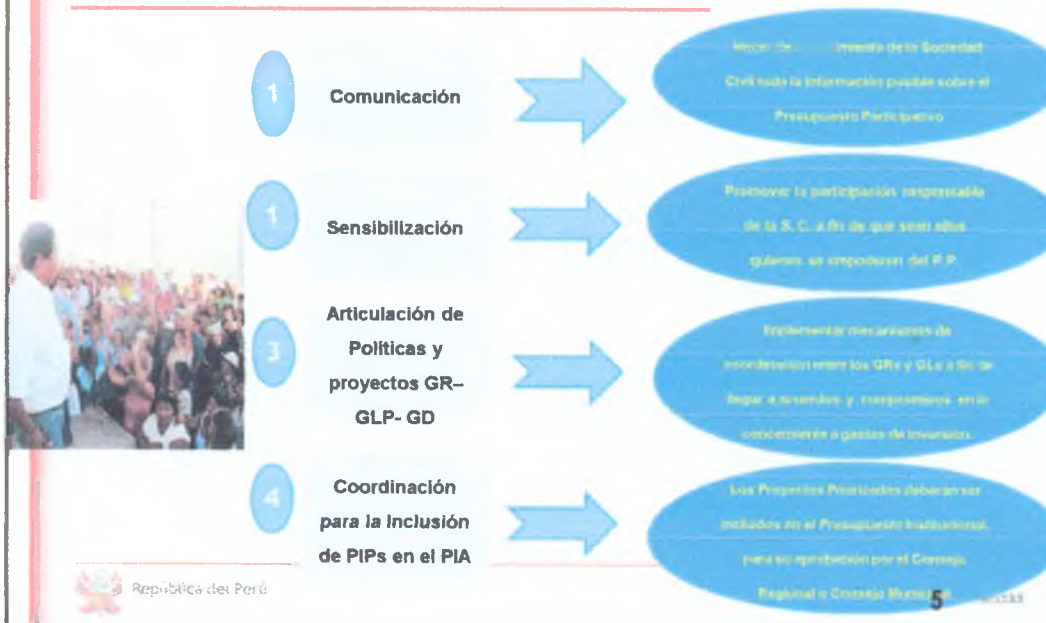 1
Comunicación
de la Sociedad
Civil toda la información posible sobre el
Presupuesto Participativo
1
Sensibilización
Promover la participación responsable
de la S. C. a fin de que sean ellos
quienes se empoderen del P.P
3
Articulación de
Políticas y
proyectos GR–
GLP- GD
Implementar mecanismos de
coordinación entre los GRs y GLs a fin de
llegar a acuerdos y compromisos en lo
concerniente a gastos de inversión.
4
Coordinación
para la Inclusión
de PIPs en el PIA
Los Proyectos Priorizados deberán ser
incluidos en el Presupuesto Institucional,
para su aprobación por el Consejo
Regional o Concejo Municipal
República del Perú
5